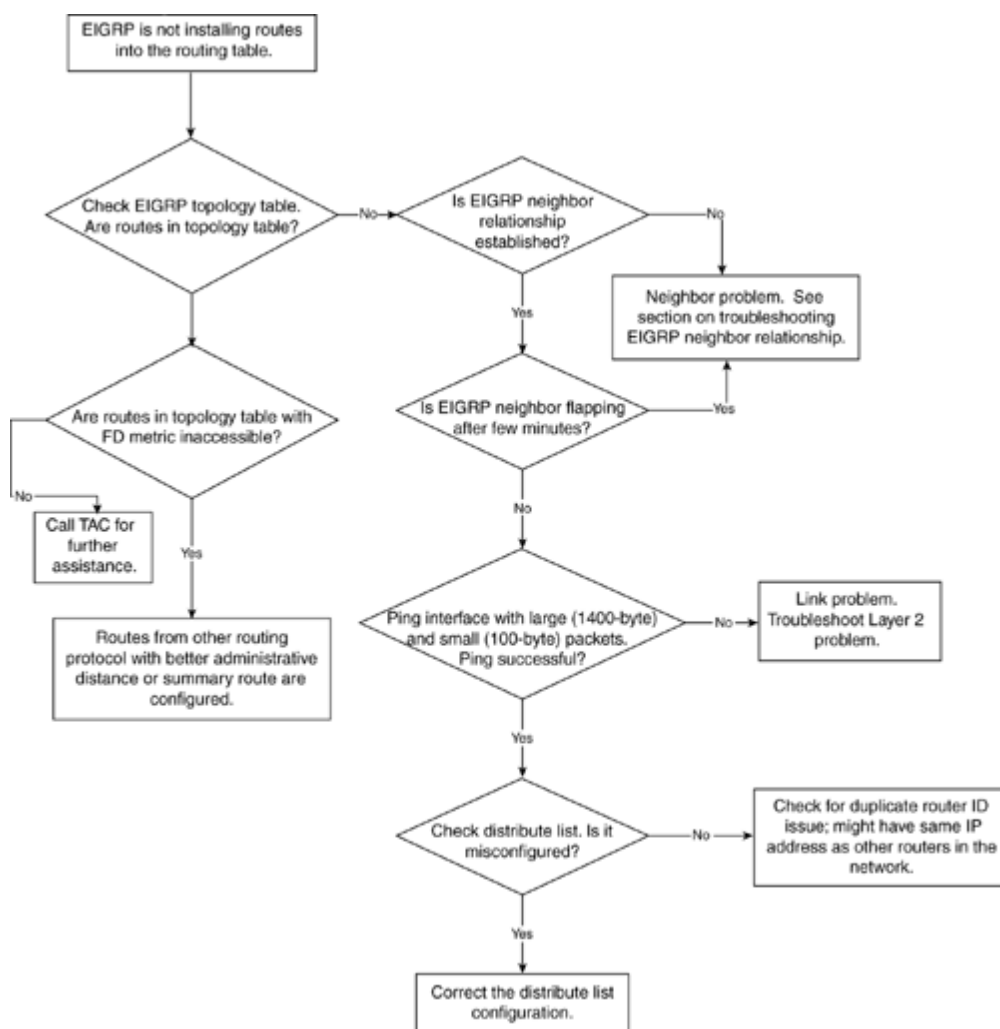 EIGRP is not installing routes
into the routing table.
Check EIGRP topology table.
Are routes in topology table?
No
Is EIGRP neighbor
relationship
established?
No
Neighbor problem. See
section on troubleshooting
EIGRP neighbor relationship.
Yes
Are routes in topology table with
FD metric inaccessible?
Is EIGRP neighbor flapping
after few minutes?
Yes
No
Call TAC for
further
assistance.
Yes
No
Routes from other routing
protocol with better administrative
distance or summary route are
configured.
Ping interface with large (1400-byte)
and small (100-byte) packets.
Ping successful?
No
Link problem.
Troubleshoot Layer 2
problem.
Yes
Check distribute list. Is it
misconfigured?
No
Check for duplicate router ID
issue; might have same IP
address as other routers in the
network.
Yes
Correct the distribute list
configuration.